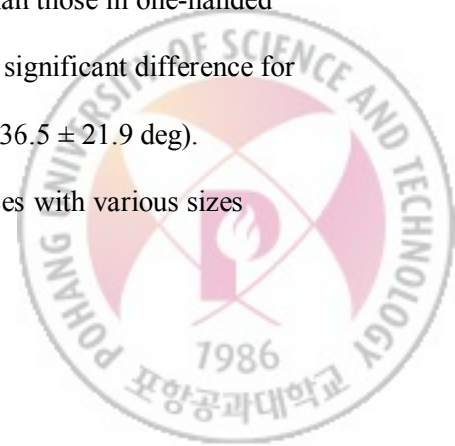 han those in one-handed
significant difference for
36.5 ± 21.9 deg).
es with various sizes
POHANG UNIVERSITY OF SCIENCE AND TECHNOLOGY
1986
포항공과대학교